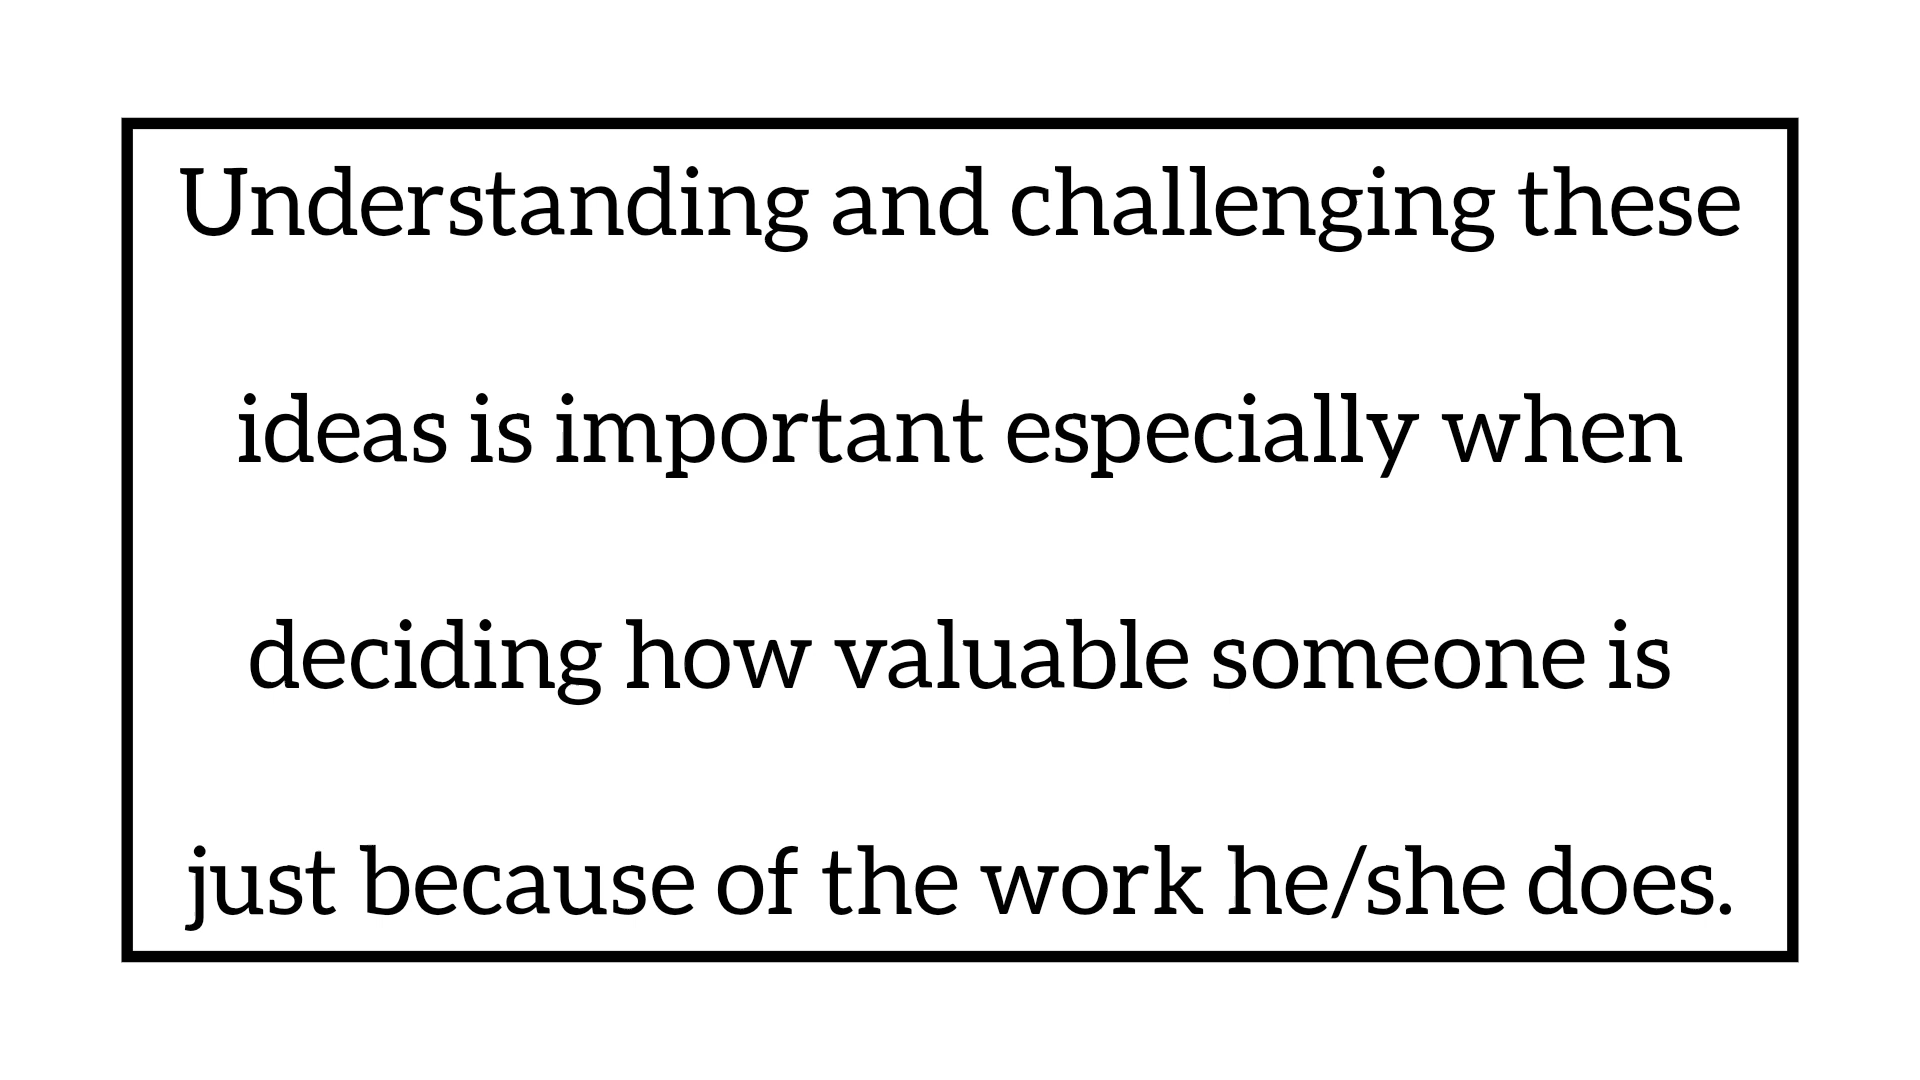 Understanding and challenging these
ideas is important especially when
deciding how valuable someone is
just because of the work he/she does.